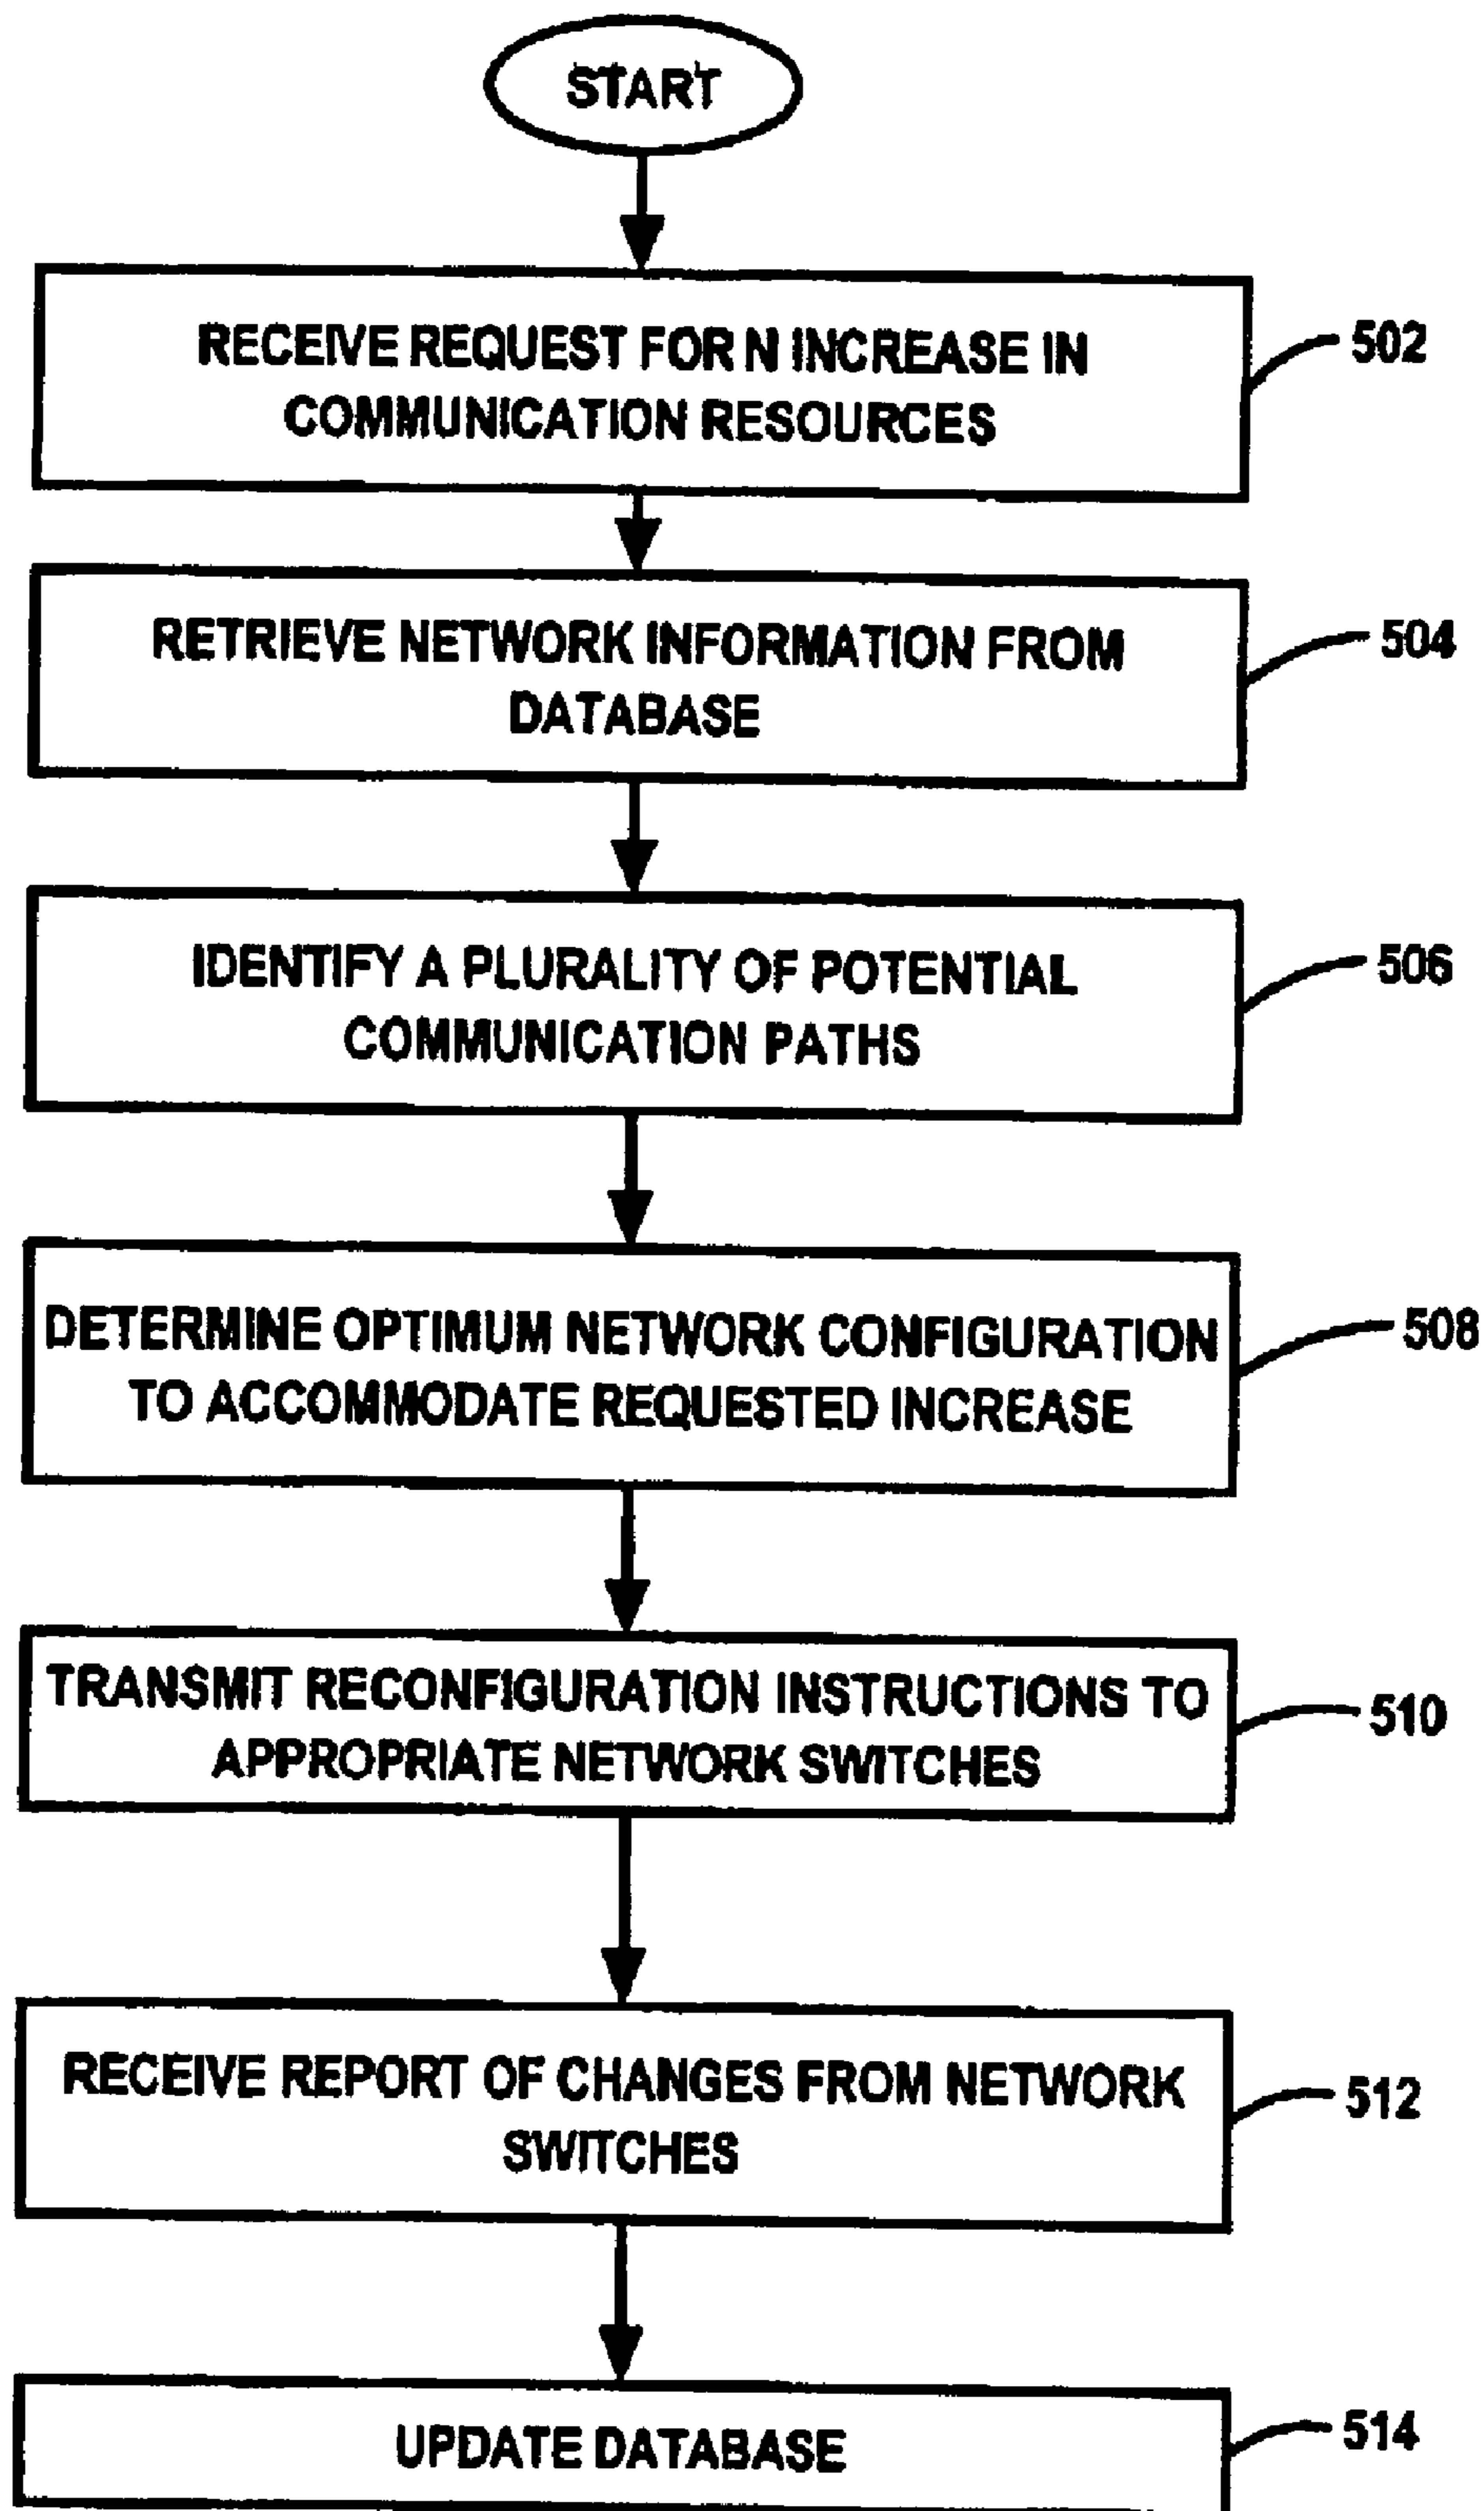 START
RECEIVE REQUEST FOR N INCREASE IN
COMMUNICATION RESOURCES
502
RETRIEVE NETWORK INFORMATION FROM
DATABASE
504
IDENTIFY A PLURALITY OF POTENTIAL
COMMUNICATION PATHS
506
DETERMINE OPTIMUM NETWORK CONFIGURATION
TO ACCOMMODATE REQUESTED INCREASE
508
TRANSMIT RECONFIGURATION INSTRUCTIONS TO
APPROPRIATE NETWORK SWITCHES
510
RECEIVE REPORT OF CHANGES FROM NETWORK
SWITCHES
512
UPDATE DATABASE
514